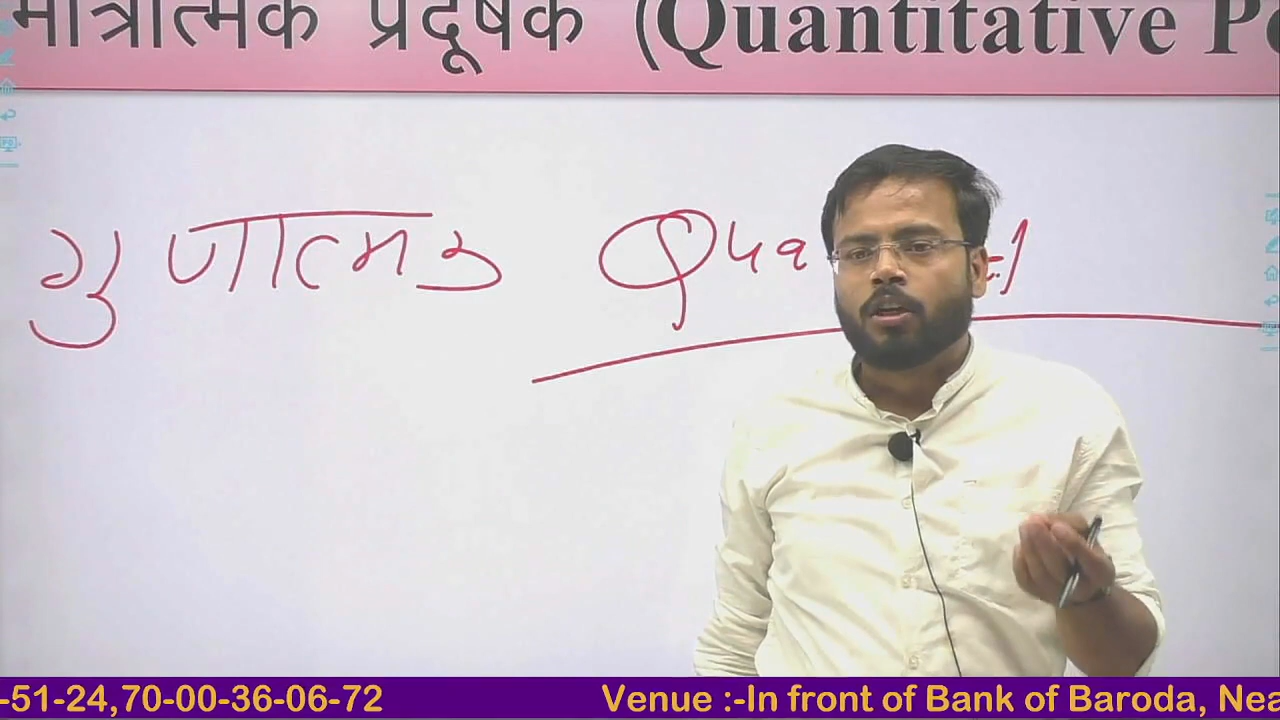 मात्रात्मक प्रदूषक (Quantitative Po
गुणात्मक Qua
-51-24,70-00-36-06-72 Venue :-In front of Bank of Baroda, Nea